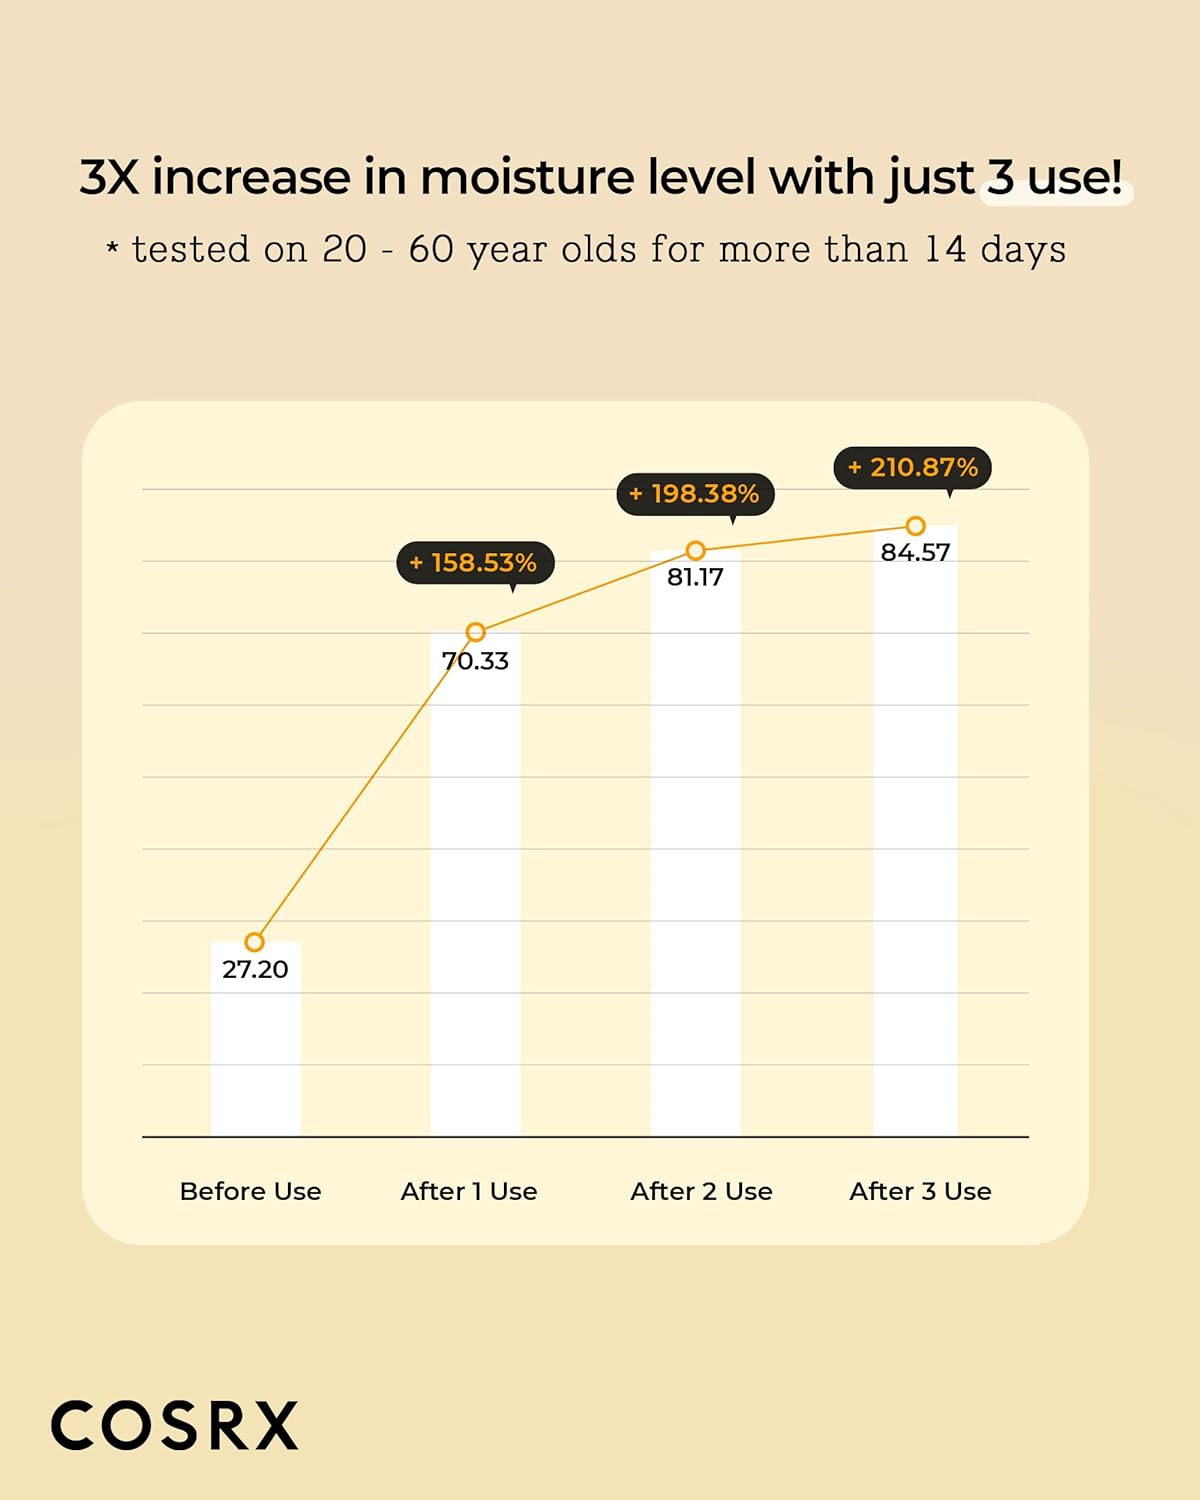 3X increase in moisture level with just 3 use!
* tested on 20 - 60 year olds for more than 14 days
+ 210.87%
+ 198.38%
+ 158.53%
84.57
81.17
70.33
27.20
Before Use After 1 Use After 2 Use After 3 Use
COSRX